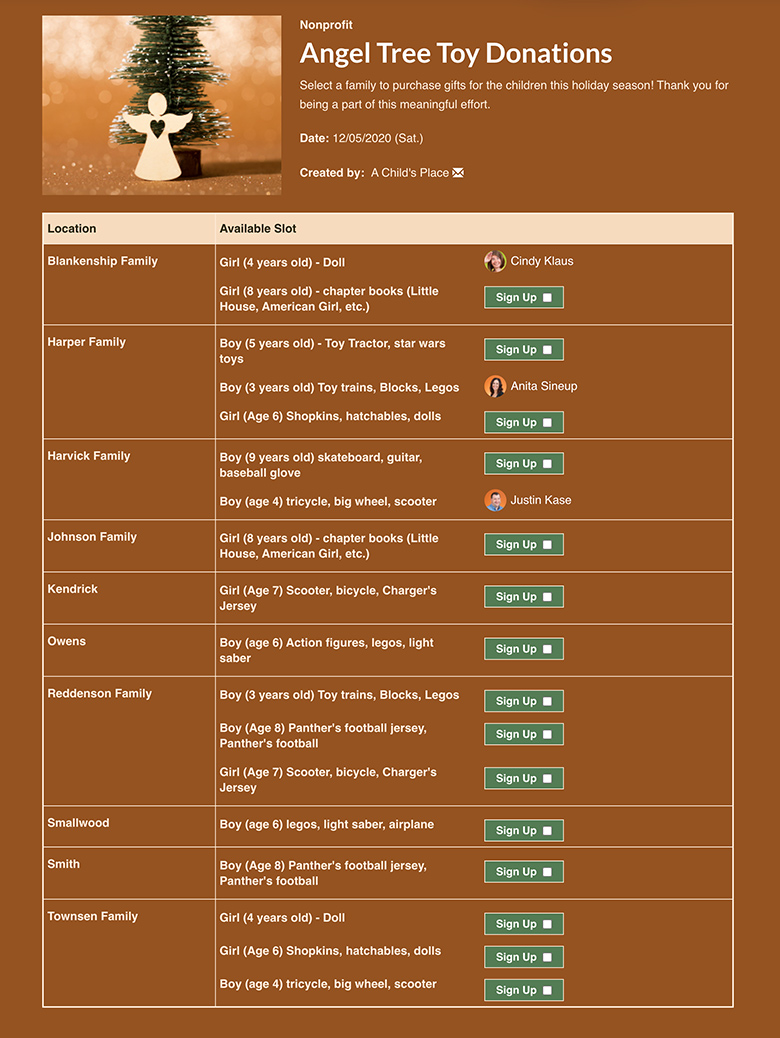 Nonprofit
Angel Tree Toy Donations
Select a family to purchase gifts for the children this holiday season! Thank you for
being a part of this meaningful effort.
Date: 12/05/2020 (Sat.)
Created by: A Child's Place
Location Available Slot
Blankenship Family Girl (4 years old) - Doll Cindy Klaus
Girl (8 years old) - chapter books (Little
House, American Girl, etc.) Sign Up
Harper Family Boy (5 years old) - Toy Tractor, star wars
toys Sign Up
Boy (3 years old) Toy trains, Blocks, Legos Anita Sineup
Girl (Age 6) Shopkins, hatchables, dolls Sign Up
Harvick Family Boy (9 years old) skateboard, guitar,
baseball glove Sign Up
Boy (age 4) tricycle, big wheel, scooter Justin Kase
Johnson Family Girl (8 years old) - chapter books (Little
House, American Girl, etc.) Sign Up
Kendrick Girl (Age 7) Scooter, bicycle, Charger's
Jersey Sign Up
Owens Boy (age 6) Action figures, legos, light
saber Sign Up
Reddenson Family Boy (3 years old) Toy trains, Blocks, Legos Sign Up
Boy (Age 8) Panther's football jersey,
Panther's football Sign Up
Girl (Age 7) Scooter, bicycle, Charger's
Jersey Sign Up
Smallwood Boy (age 6) legos, light saber, airplane Sign Up
Smith Boy (Age 8) Panther's football jersey,
Panther's football Sign Up
Townsen Family Girl (4 years old) - Doll Sign Up
Girl (Age 6) Shopkins, hatchables, dolls Sign Up
Boy (age 4) tricycle, big wheel, scooter Sign Up